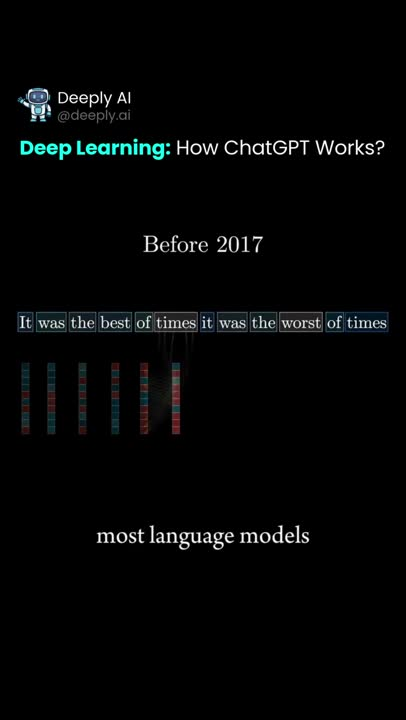 Deeply AI
@deeply.ai
Deep Learning: How ChatGPT Works?
Before 2017
It was the best of times it was the worst of times
most language models